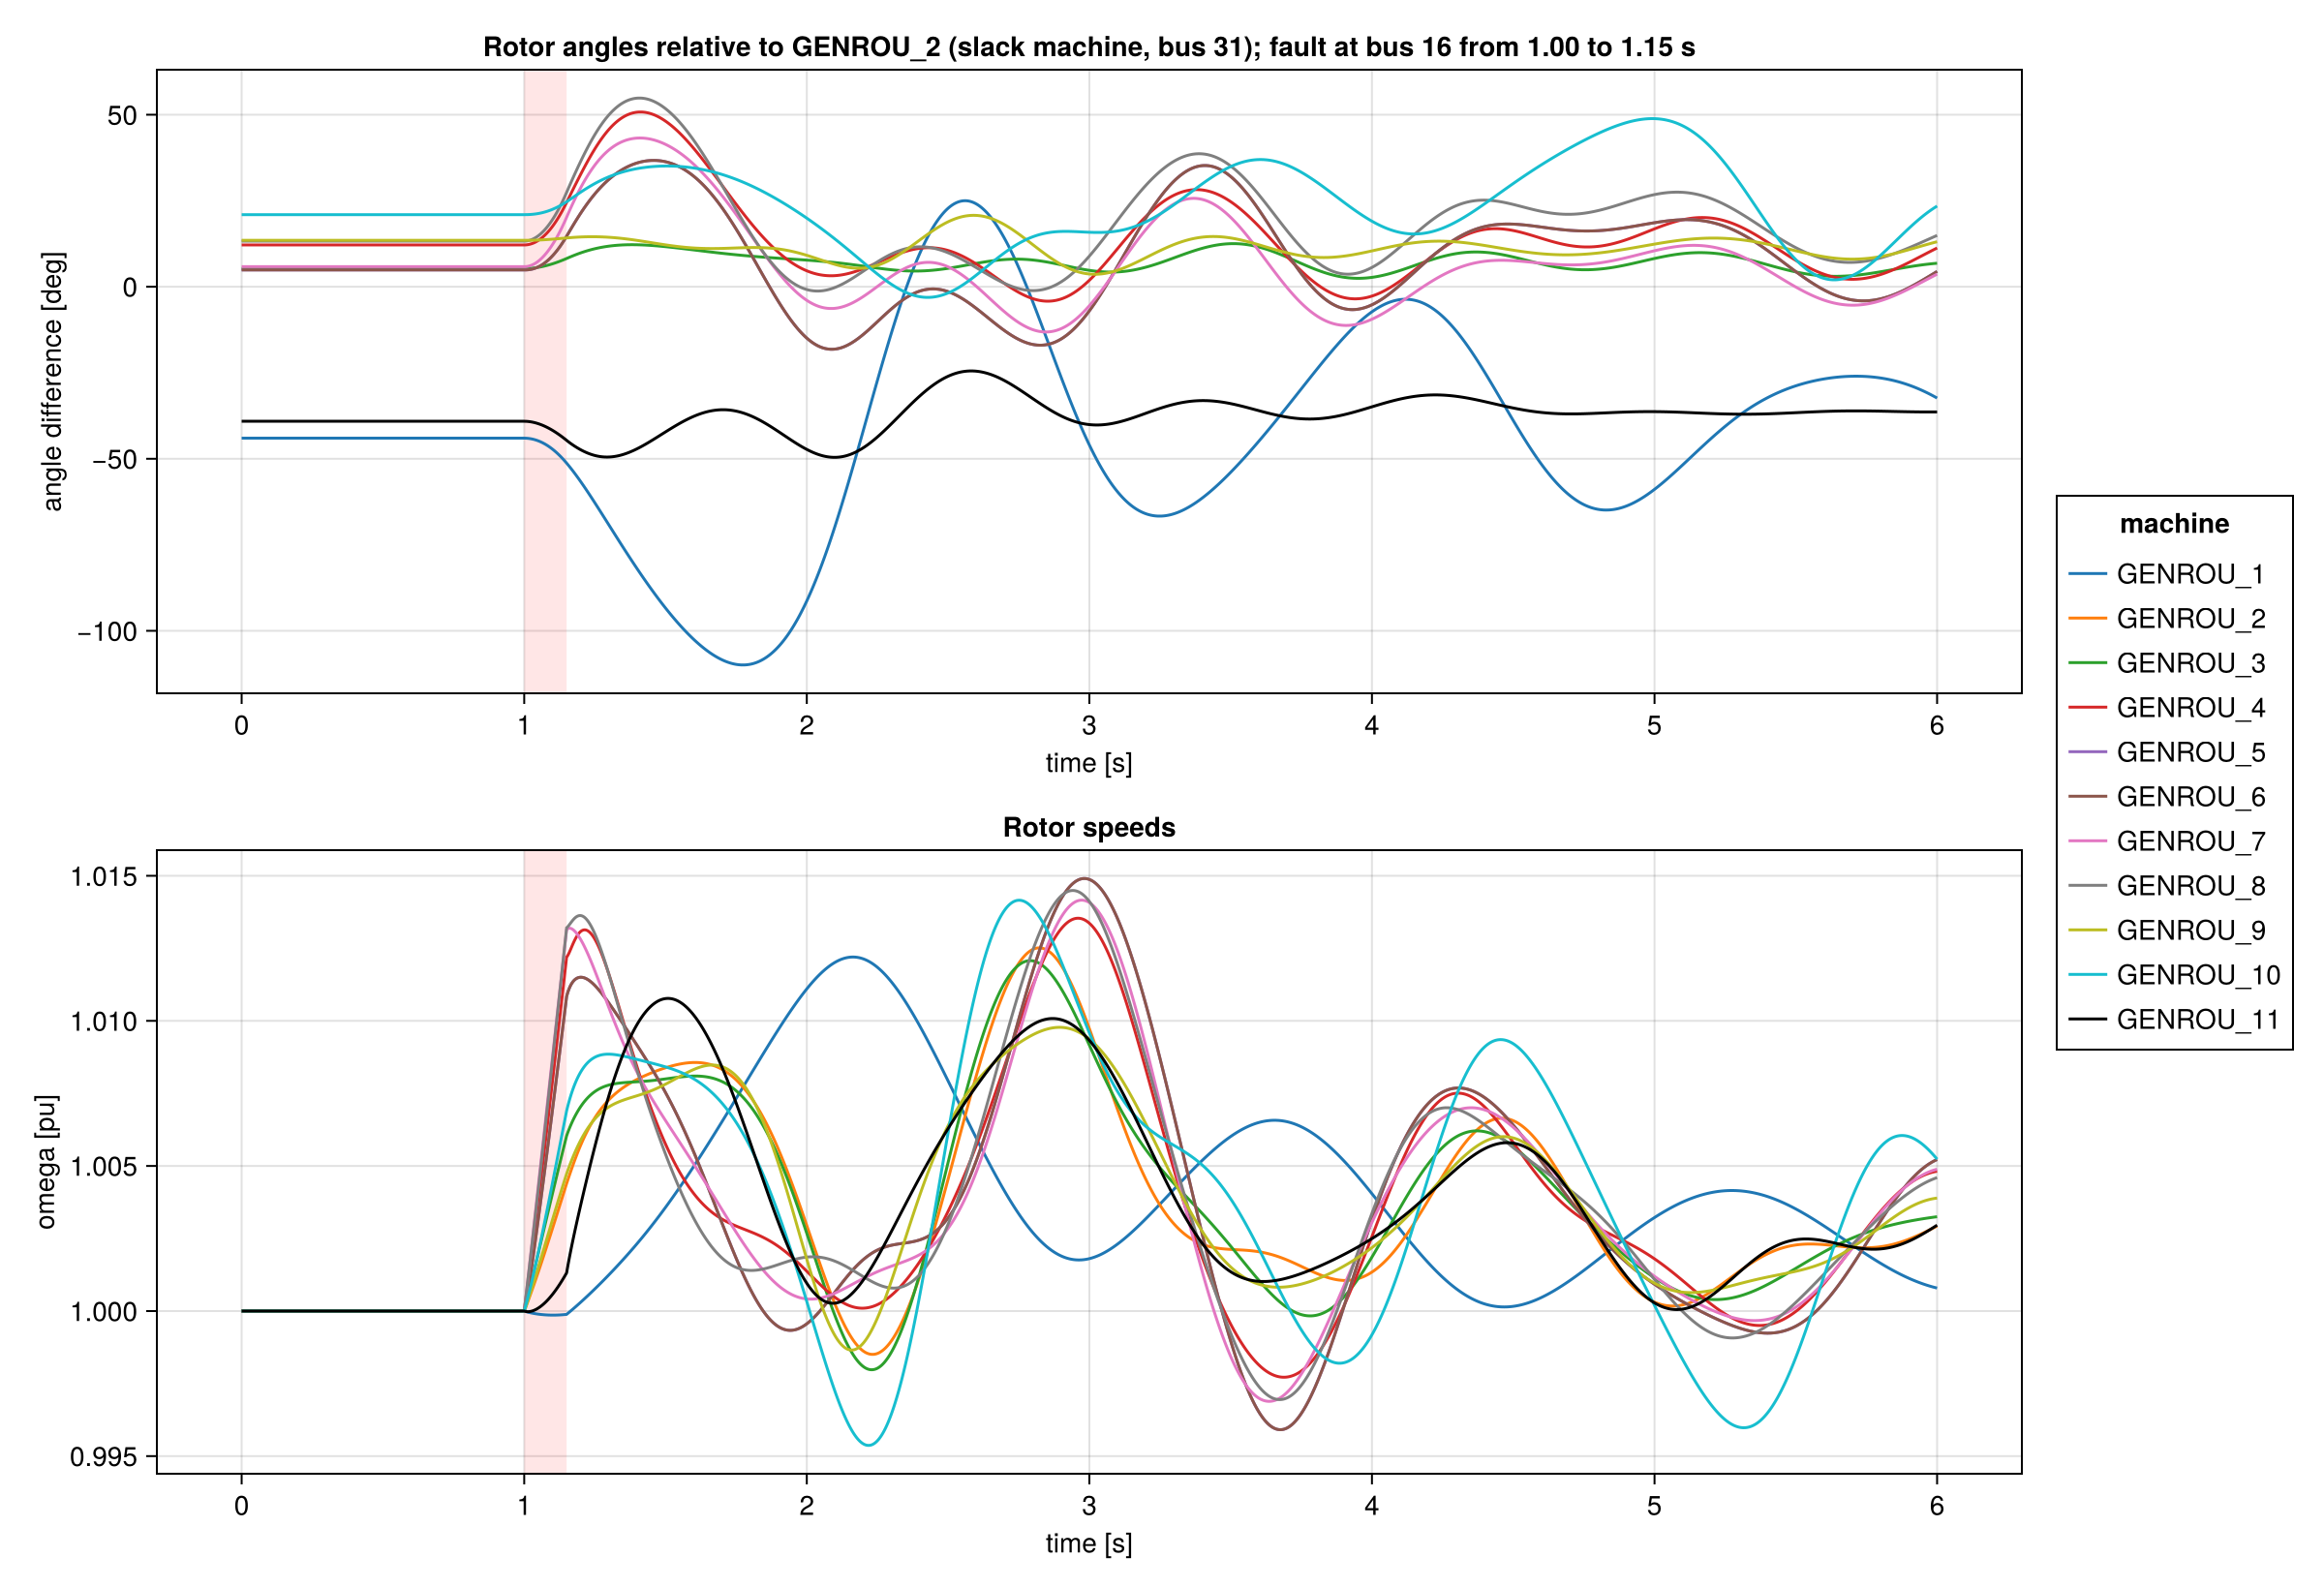 Rotor angles relative to GENROU_2 (slack machine, bus 31); fault at bus 16 from 1.00 to 1.15 s
angle difference [deg]
50
0
−50
−100
0 1 2 3 4 5 6
time [s]
Rotor speeds
omega [pu]
1.015
1.010
1.005
1.000
0.995
0 1 2 3 4 5 6
time [s]
machine
GENROU_1
GENROU_2
GENROU_3
GENROU_4
GENROU_5
GENROU_6
GENROU_7
GENROU_8
GENROU_9
GENROU_10
GENROU_11